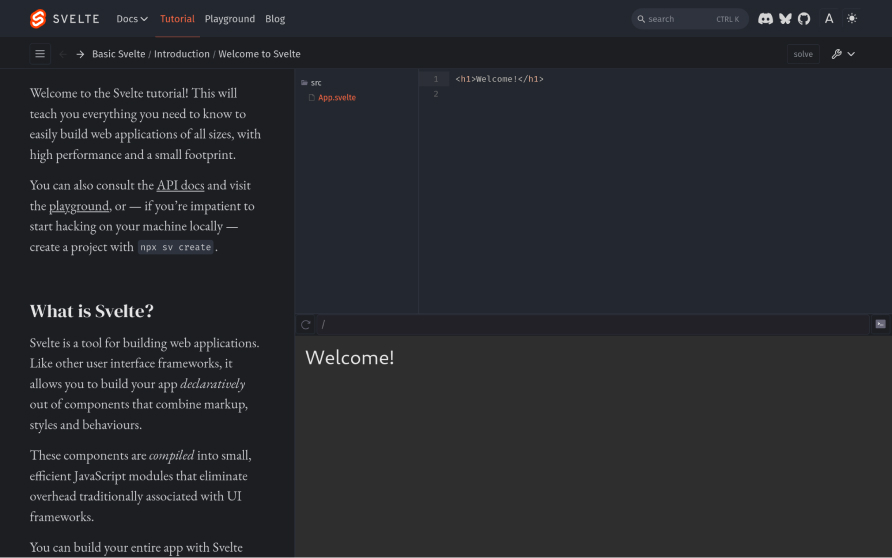 SVELTE Docs Tutorial Playground Blog search CTRL K A
Basic Svelte / Introduction / Welcome to Svelte solve
Welcome to the Svelte tutorial! This will
teach you everything you need to know to
easily build web applications of all sizes, with
high performance and a small footprint.
You can also consult the API docs and visit
the playground, or — if you're impatient to
start hacking on your machine locally —
create a project with npx sv create.
What is Svelte?
Svelte is a tool for building web applications.
Like other user interface frameworks, it
allows you to build your app declaratively
out of components that combine markup,
styles and behaviours.
These components are compiled into small,
efficient JavaScript modules that eliminate
overhead traditionally associated with UI
frameworks.
You can build your entire app with Svelte
src
App.svelte
1 <h1>Welcome!</h1>
2
/
Welcome!